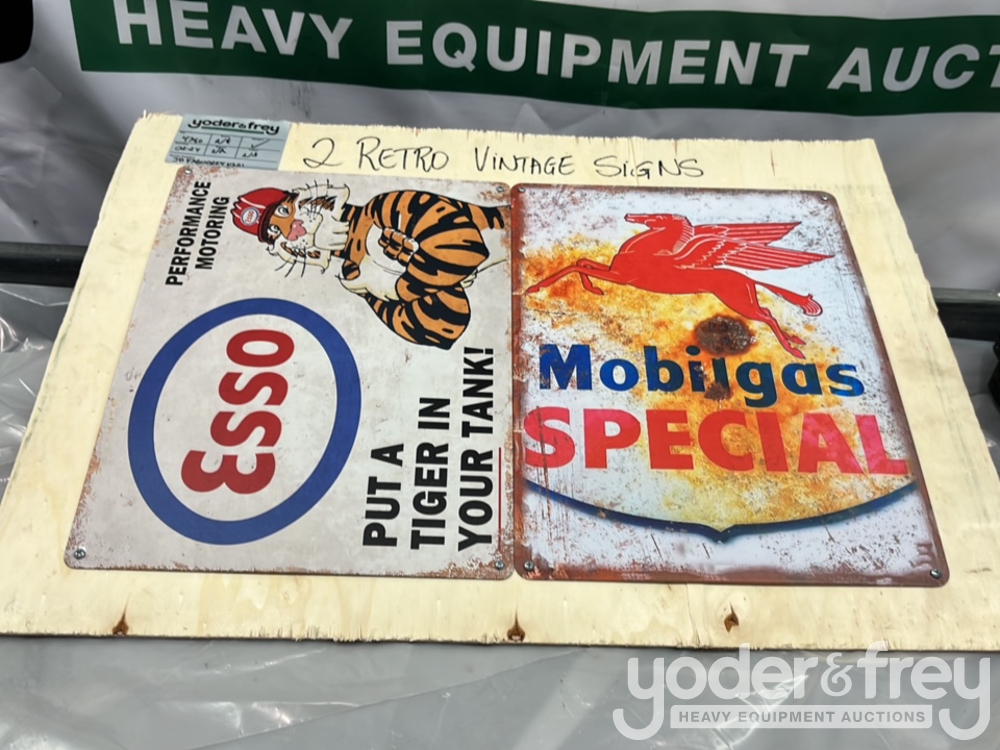 HEAVY EQUIPMENT AUCT
yoder&frey
2 RETRO VINTAGE SIGNS
PERFORMANCE
MOTORING
Esso
PUT A
TIGER IN
YOUR TANK!
Mobilgas
SPECIAL
yoder&frey
HEAVY EQUIPMENT AUCTIONS